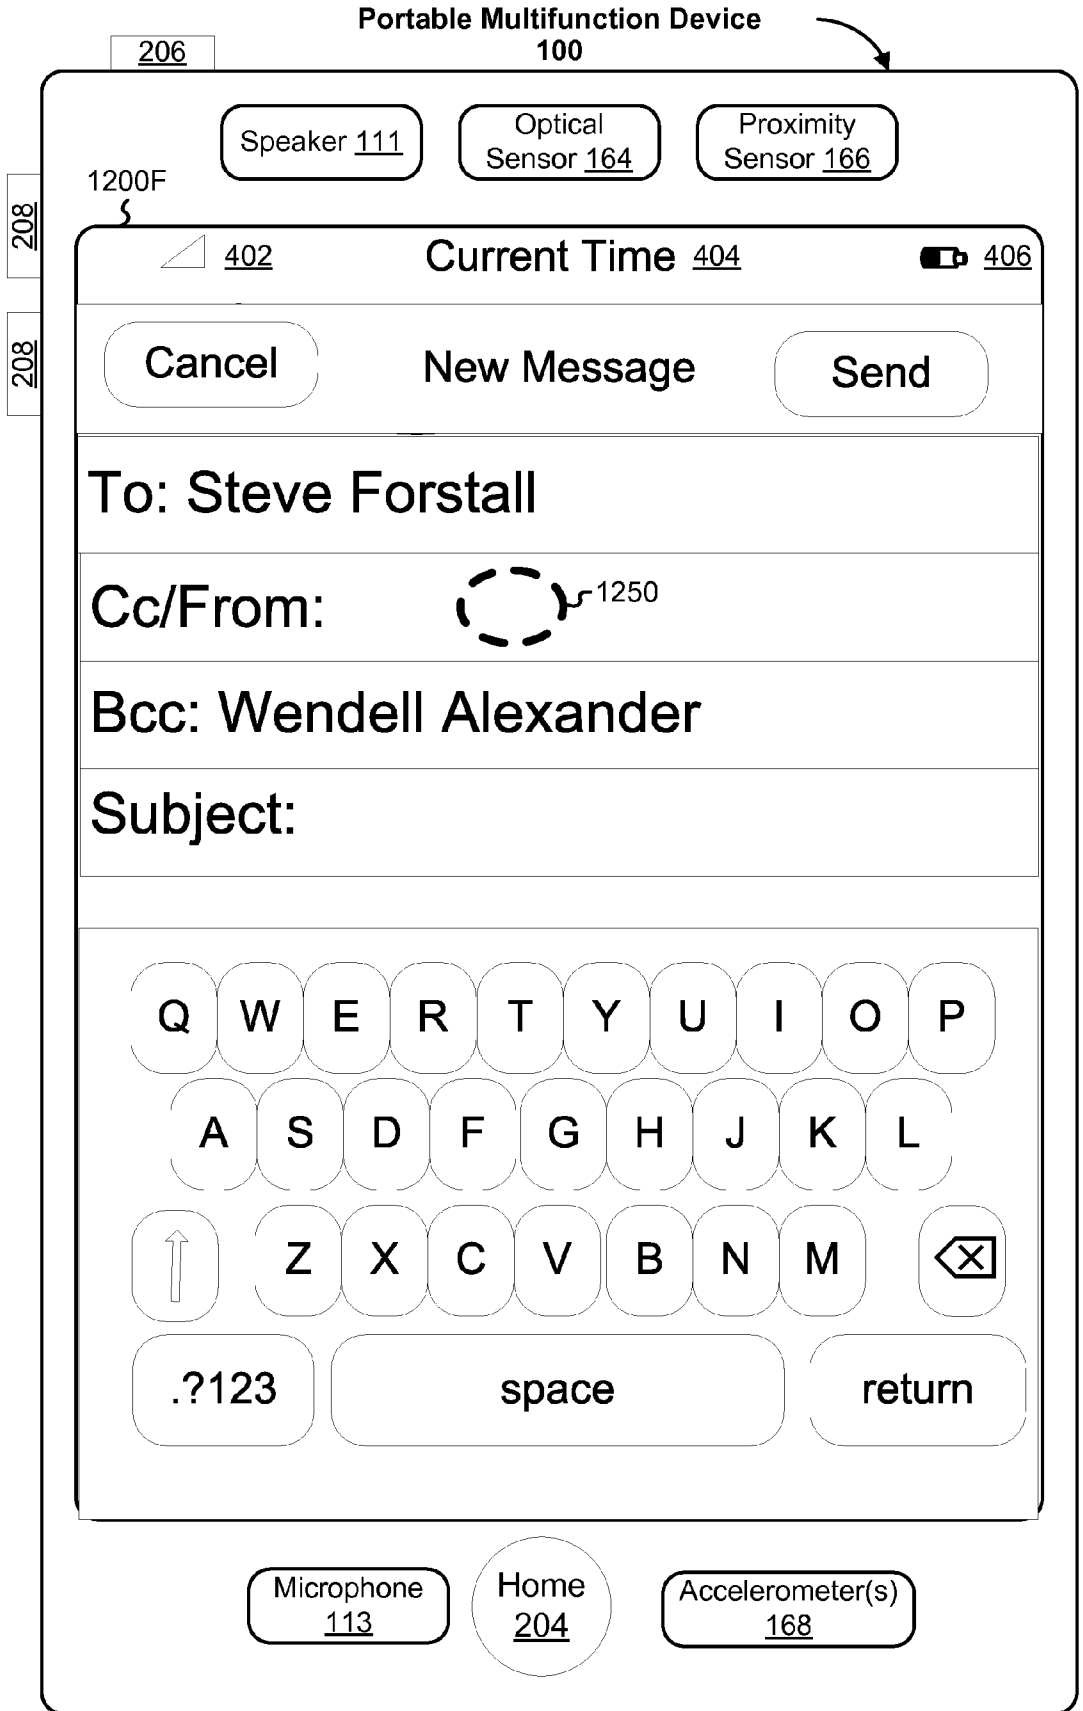 Portable Multifunction Device
100
206
Speaker 111
Optical
Sensor 164
Proximity
Sensor 166
1200F
208
208
402
Current Time 404
406
Cancel
New Message
Send
To: Steve Forstall
Cc/From:
1250
Bcc: Wendell Alexander
Subject:
Q W E R T Y U I O P
A S D F G H J K L
Z X C V B N M
.?123
space
return
Microphone
113
Home
204
Accelerometer(s)
168